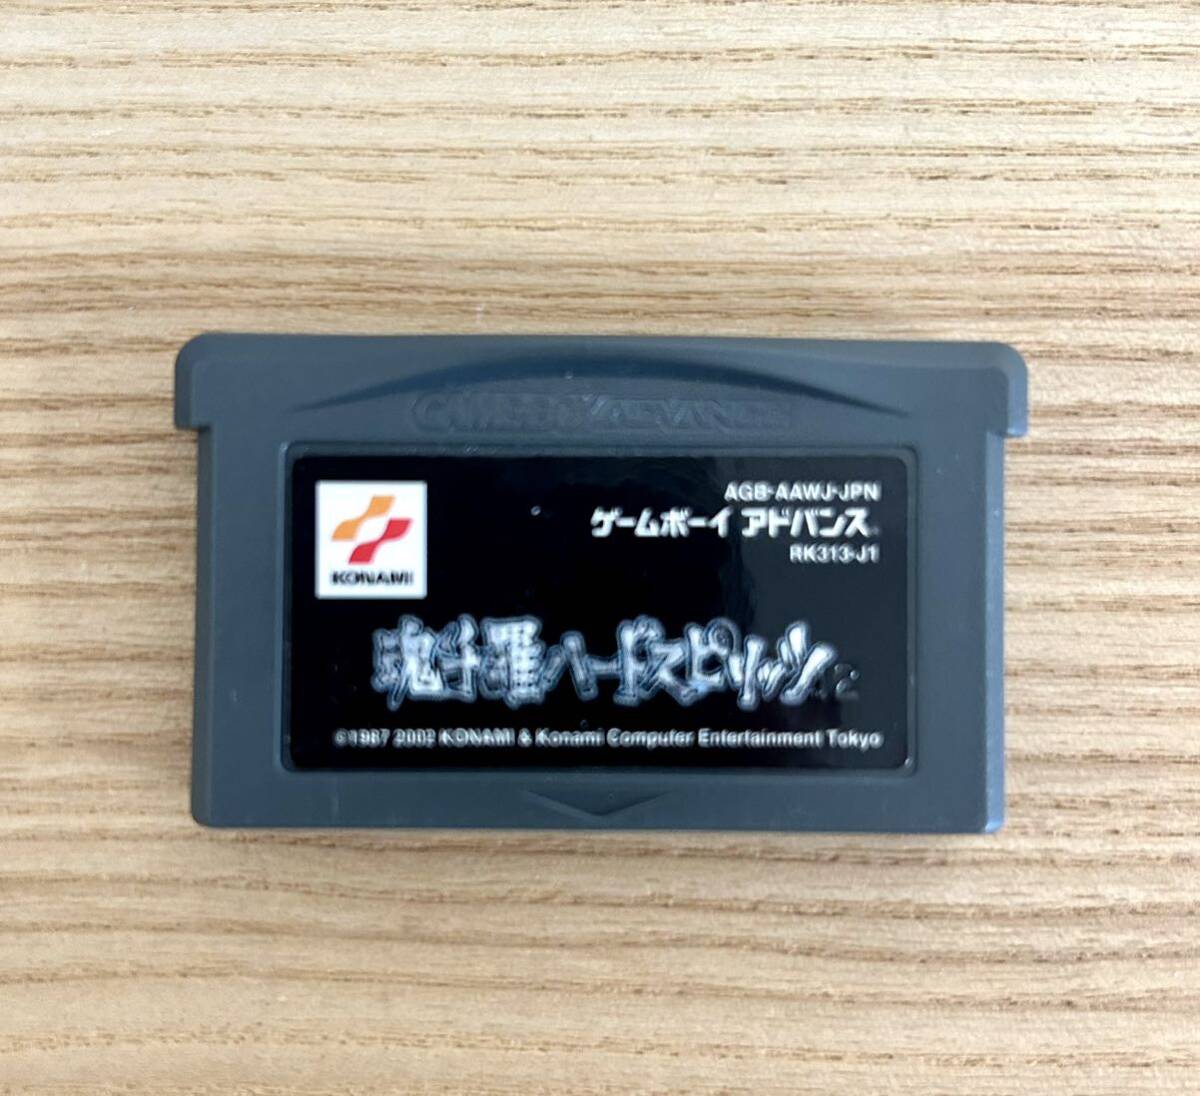 GAME BOY ADVANCE
KONAMI
AGB-AAWJ-JPN
ゲームボーイ アドバンス
RK313-J1
魂斗羅ハードスピリッツ
©1987 2002 KONAMI & Konami Computer Entertainment Tokyo